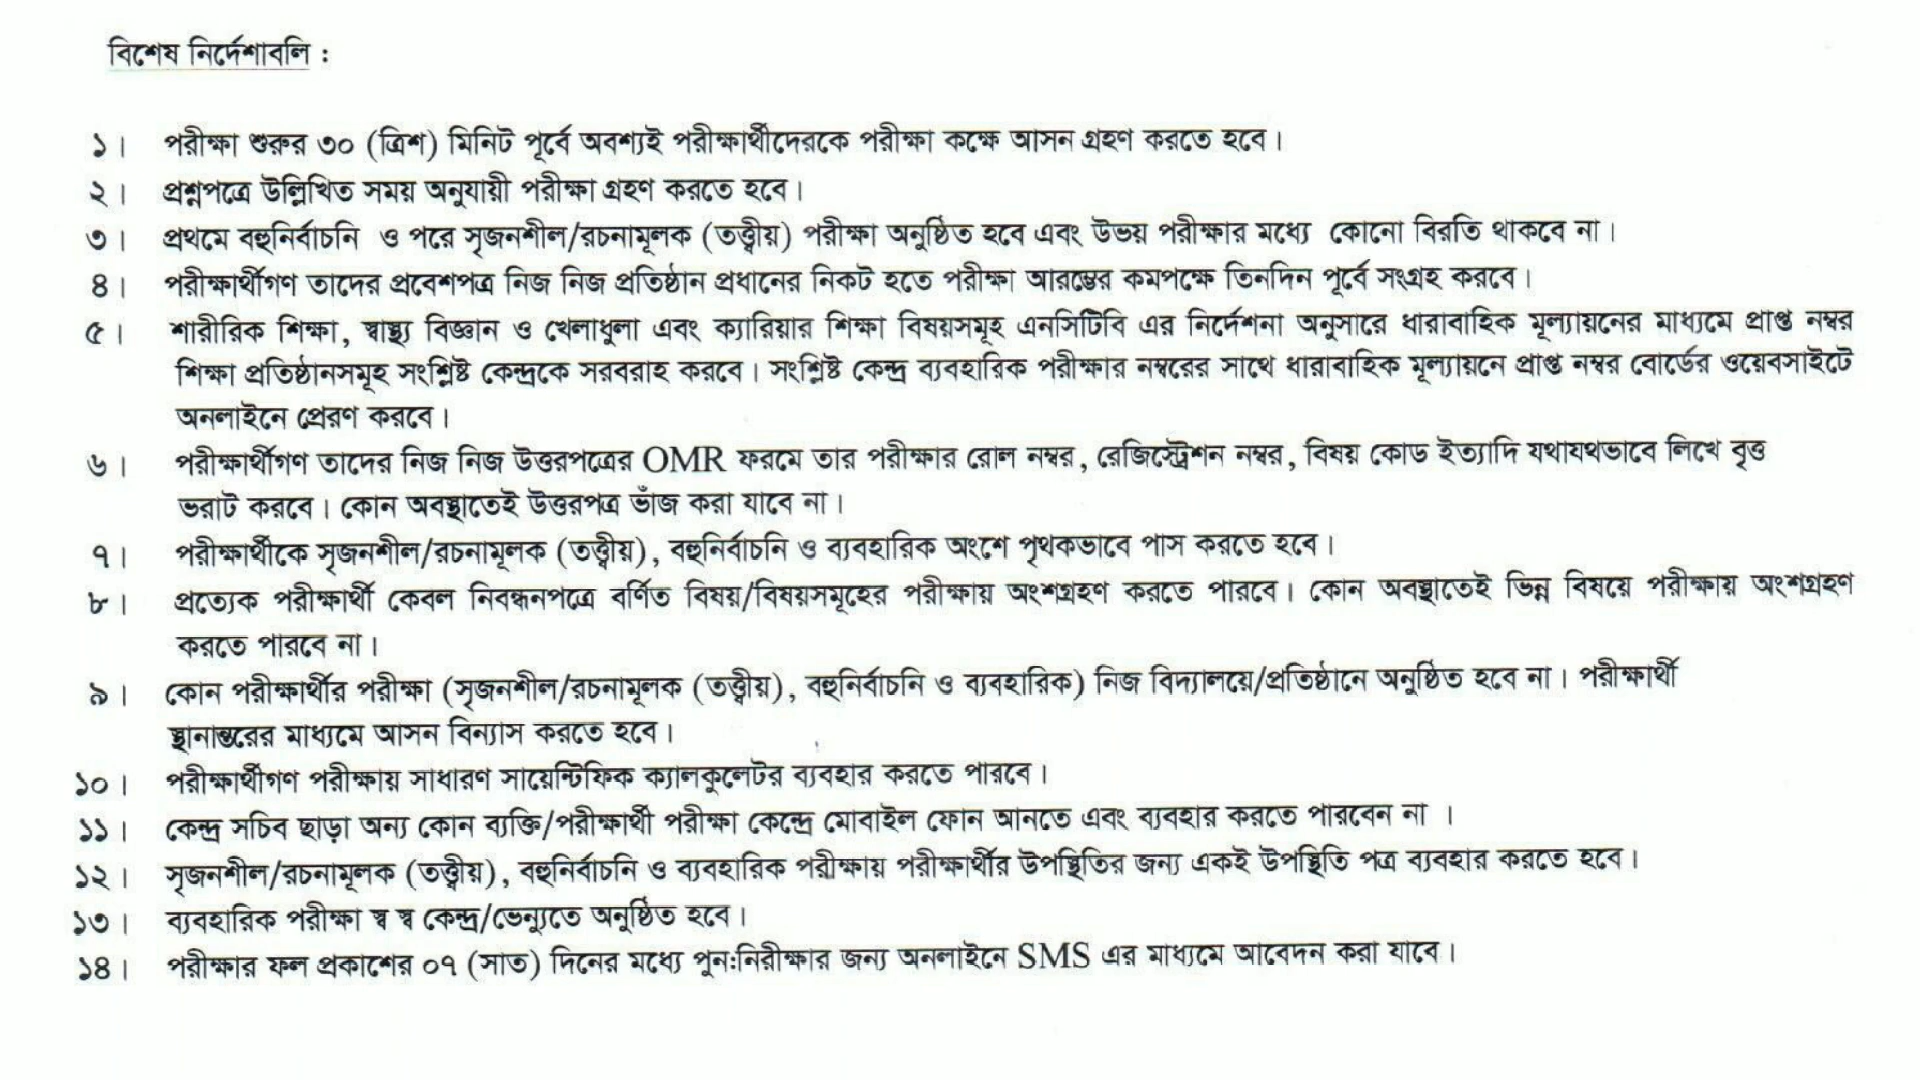 বিশেষ নির্দেশাবলি :
১। পরীক্ষা শুরুর ৩০ (ত্রিশ) মিনিট পূর্বে অবশ্যই পরীক্ষার্থীদেরকে পরীক্ষা কক্ষে আসন গ্রহণ করতে হবে।
২। প্রশ্নপত্রে উল্লিখিত সময় অনুযায়ী পরীক্ষা গ্রহণ করতে হবে।
৩। প্রথমে বহুনির্বাচনি ও পরে সৃজনশীল/রচনামূলক (তত্ত্বীয়) পরীক্ষা অনুষ্ঠিত হবে এবং উভয় পরীক্ষার মধ্যে কোনো বিরতি থাকবে না।
৪। পরীক্ষার্থীগণ তাদের প্রবেশপত্র নিজ নিজ প্রতিষ্ঠান প্রধানের নিকট হতে পরীক্ষা আরম্ভের কমপক্ষে তিনদিন পূর্বে সংগ্রহ করবে।
৫। শারীরিক শিক্ষা, স্বাস্থ্য বিজ্ঞান ও খেলাধুলা এবং ক্যারিয়ার শিক্ষা বিষয়সমূহ এনসিটিবি এর নির্দেশনা অনুসারে ধারাবাহিক মূল্যায়নের মাধ্যমে প্রাপ্ত নম্বর
শিক্ষা প্রতিষ্ঠানসমূহ সংশ্লিষ্ট কেন্দ্রকে সরবরাহ করবে। সংশ্লিষ্ট কেন্দ্র ব্যবহারিক পরীক্ষার নম্বরের সাথে ধারাবাহিক মূল্যায়নে প্রাপ্ত নম্বর বোর্ডের ওয়েবসাইটে
অনলাইনে প্রেরণ করবে।
৬। পরীক্ষার্থীগণ তাদের নিজ নিজ উত্তরপত্রের OMR ফরমে তার পরীক্ষার রোল নম্বর, রেজিস্ট্রেশন নম্বর, বিষয় কোড ইত্যাদি যথাযথভাবে লিখে বৃত্ত
ভরাট করবে। কোন অবস্থাতেই উত্তরপত্র ভাঁজ করা যাবে না।
৭। পরীক্ষার্থীকে সৃজনশীল/রচনামূলক (তত্ত্বীয়), বহুনির্বাচনি ও ব্যবহারিক অংশে পৃথকভাবে পাস করতে হবে।
৮। প্রত্যেক পরীক্ষার্থী কেবল নিবন্ধনপত্রে বর্ণিত বিষয়/বিষয়সমূহের পরীক্ষায় অংশগ্রহণ করতে পারবে। কোন অবস্থাতেই ভিন্ন বিষয়ে পরীক্ষায় অংশগ্রহণ
করতে পারবে না।
৯। কোন পরীক্ষার্থীর পরীক্ষা (সৃজনশীল/রচনামূলক (তত্ত্বীয়), বহুনির্বাচনি ও ব্যবহারিক) নিজ বিদ্যালয়ে/প্রতিষ্ঠানে অনুষ্ঠিত হবে না। পরীক্ষার্থী
স্থানান্তরের মাধ্যমে আসন বিন্যাস করতে হবে।
১০। পরীক্ষার্থীগণ পরীক্ষায় সাধারণ সায়েন্টিফিক ক্যালকুলেটর ব্যবহার করতে পারবে।
১১। কেন্দ্র সচিব ছাড়া অন্য কোন ব্যক্তি/পরীক্ষার্থী পরীক্ষা কেন্দ্রে মোবাইল ফোন আনতে এবং ব্যবহার করতে পারবেন না ।
১২। সৃজনশীল/রচনামূলক (তত্ত্বীয়), বহুনির্বাচনি ও ব্যবহারিক পরীক্ষায় পরীক্ষার্থীর উপস্থিতির জন্য একই উপস্থিতি পত্র ব্যবহার করতে হবে।
১৩। ব্যবহারিক পরীক্ষা স্ব স্ব কেন্দ্র/ভেন্যুতে অনুষ্ঠিত হবে।
১৪। পরীক্ষার ফল প্রকাশের ০৭ (সাত) দিনের মধ্যে পুন:নিরীক্ষার জন্য অনলাইনে SMS এর মাধ্যমে আবেদন করা যাবে।